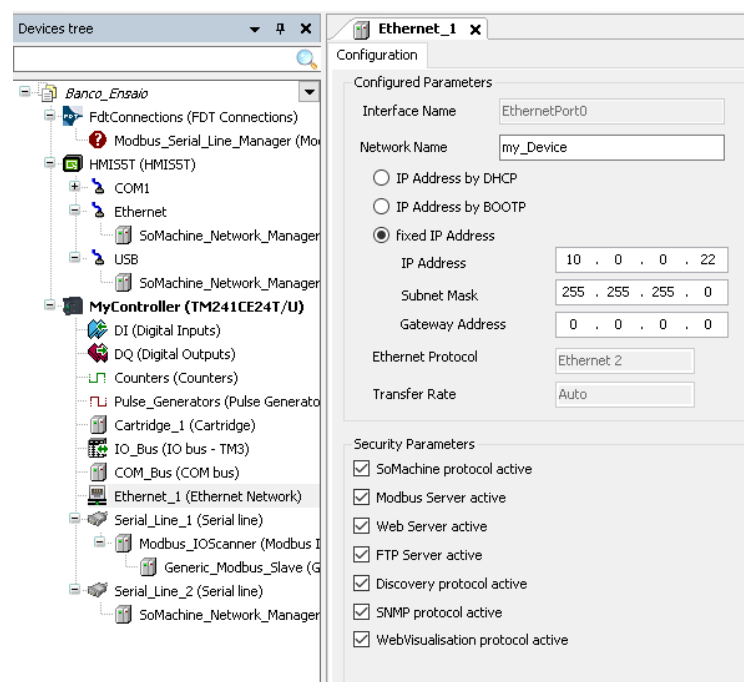 Devices tree
Banco_Ensaio
FdtConnections (FDT Connections)
Modbus_Serial_Line_Manager (Mo
HMIS5T (HMIS5T)
COM1
Ethernet
SoMachine_Network_Manager
USB
SoMachine_Network_Manager
MyController (TM241CE24T/U)
DI (Digital Inputs)
DQ (Digital Outputs)
Counters (Counters)
Pulse_Generators (Pulse Generato
Cartridge_1 (Cartridge)
IO_Bus (IO bus - TM3)
COM_Bus (COM bus)
Ethernet_1 (Ethernet Network)
Serial_Line_1 (Serial line)
Modbus_IOScanner (Modbus I
Generic_Modbus_Slave (G
Serial_Line_2 (Serial line)
SoMachine_Network_Manager
Ethernet_1
Configuration
Configured Parameters
Interface Name EthernetPort0
Network Name my_Device
IP Address by DHCP
IP Address by BOOTP
fixed IP Address
IP Address 10 . 0 . 0 . 22
Subnet Mask 255 . 255 . 255 . 0
Gateway Address 0 . 0 . 0 . 0
Ethernet Protocol Ethernet 2
Transfer Rate Auto
Security Parameters
SoMachine protocol active
Modbus Server active
Web Server active
FTP Server active
Discovery protocol active
SNMP protocol active
WebVisualisation protocol active